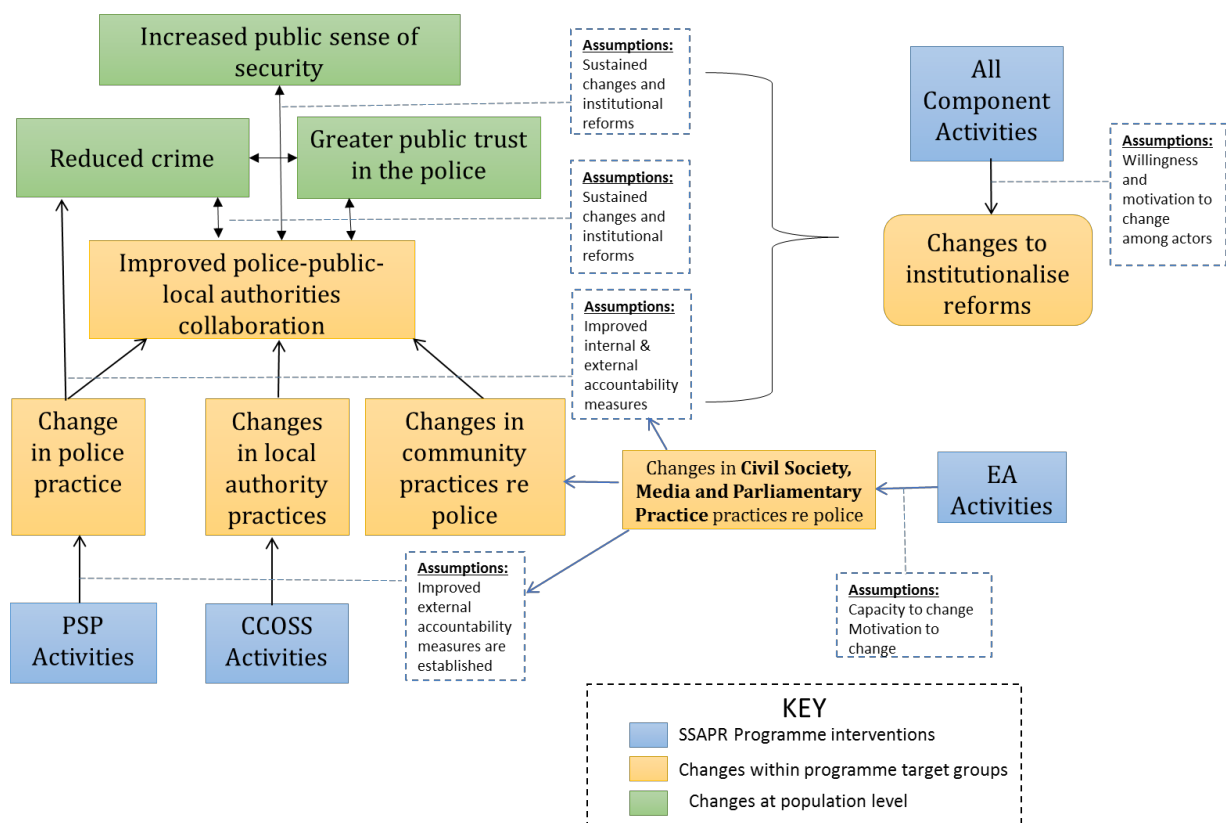 Increased public sense of
security
Assumptions:
Sustained
changes and
institutional
reforms
All
Component
Activities
Reduced crime
Greater public trust
in the police
Assumptions:
Willingness
and
motivation to
change
among actors
Assumptions:
Sustained
changes and
institutional
reforms
Improved police-public-
local authorities
collaboration
Changes to
institutionalise
reforms
Assumptions:
Improved
internal &
external
accountability
measures
Change
in police
practice
Changes
in local
authority
practices
Changes in
community
practices re
police
Changes in Civil Society,
Media and Parliamentary
Practice practices re police
EA
Activities
Assumptions:
Improved
external
accountability
measures are
established
Assumptions:
Capacity to change
Motivation to
change
PSP
Activities
CCOSS
Activities
KEY
SSAPR Programme interventions
Changes within programme target groups
Changes at population level